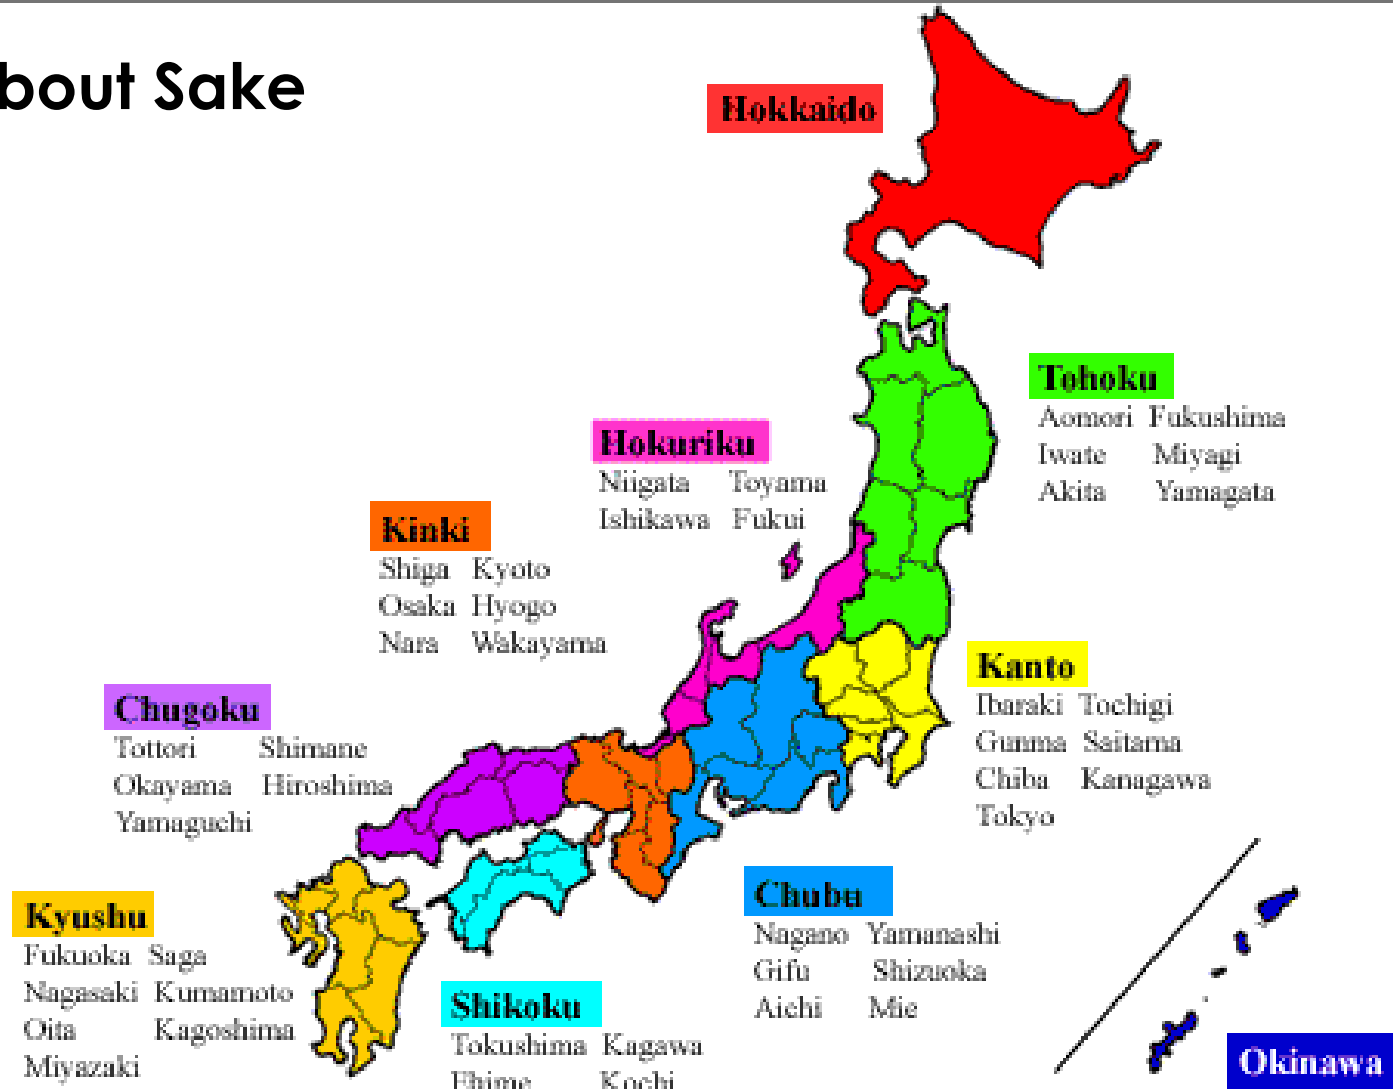 bout Sake
Hokkaido
Tohoku
Aomori Fukushima
Iwate Miyagi
Akita Yamagata
Hokuriku
Niigata Toyama
Ishikawa Fukui
Kinki
Shiga Kyoto
Osaka Hyogo
Nara Wakayama
Kanto
Ibaraki Tochigi
Gunma Saitama
Chiba Kanagawa
Tokyo
Chugoku
Tottori Shimane
Okayama Hiroshima
Yamaguchi
Chubu
Nagano Yamanashi
Gifu Shizuoka
Aichi Mie
Kyushu
Fukuoka Saga
Nagasaki Kumamoto
Oita Kagoshima
Miyazaki
Shikoku
Tokushima Kagawa
Ehime Kochi
Okinawa